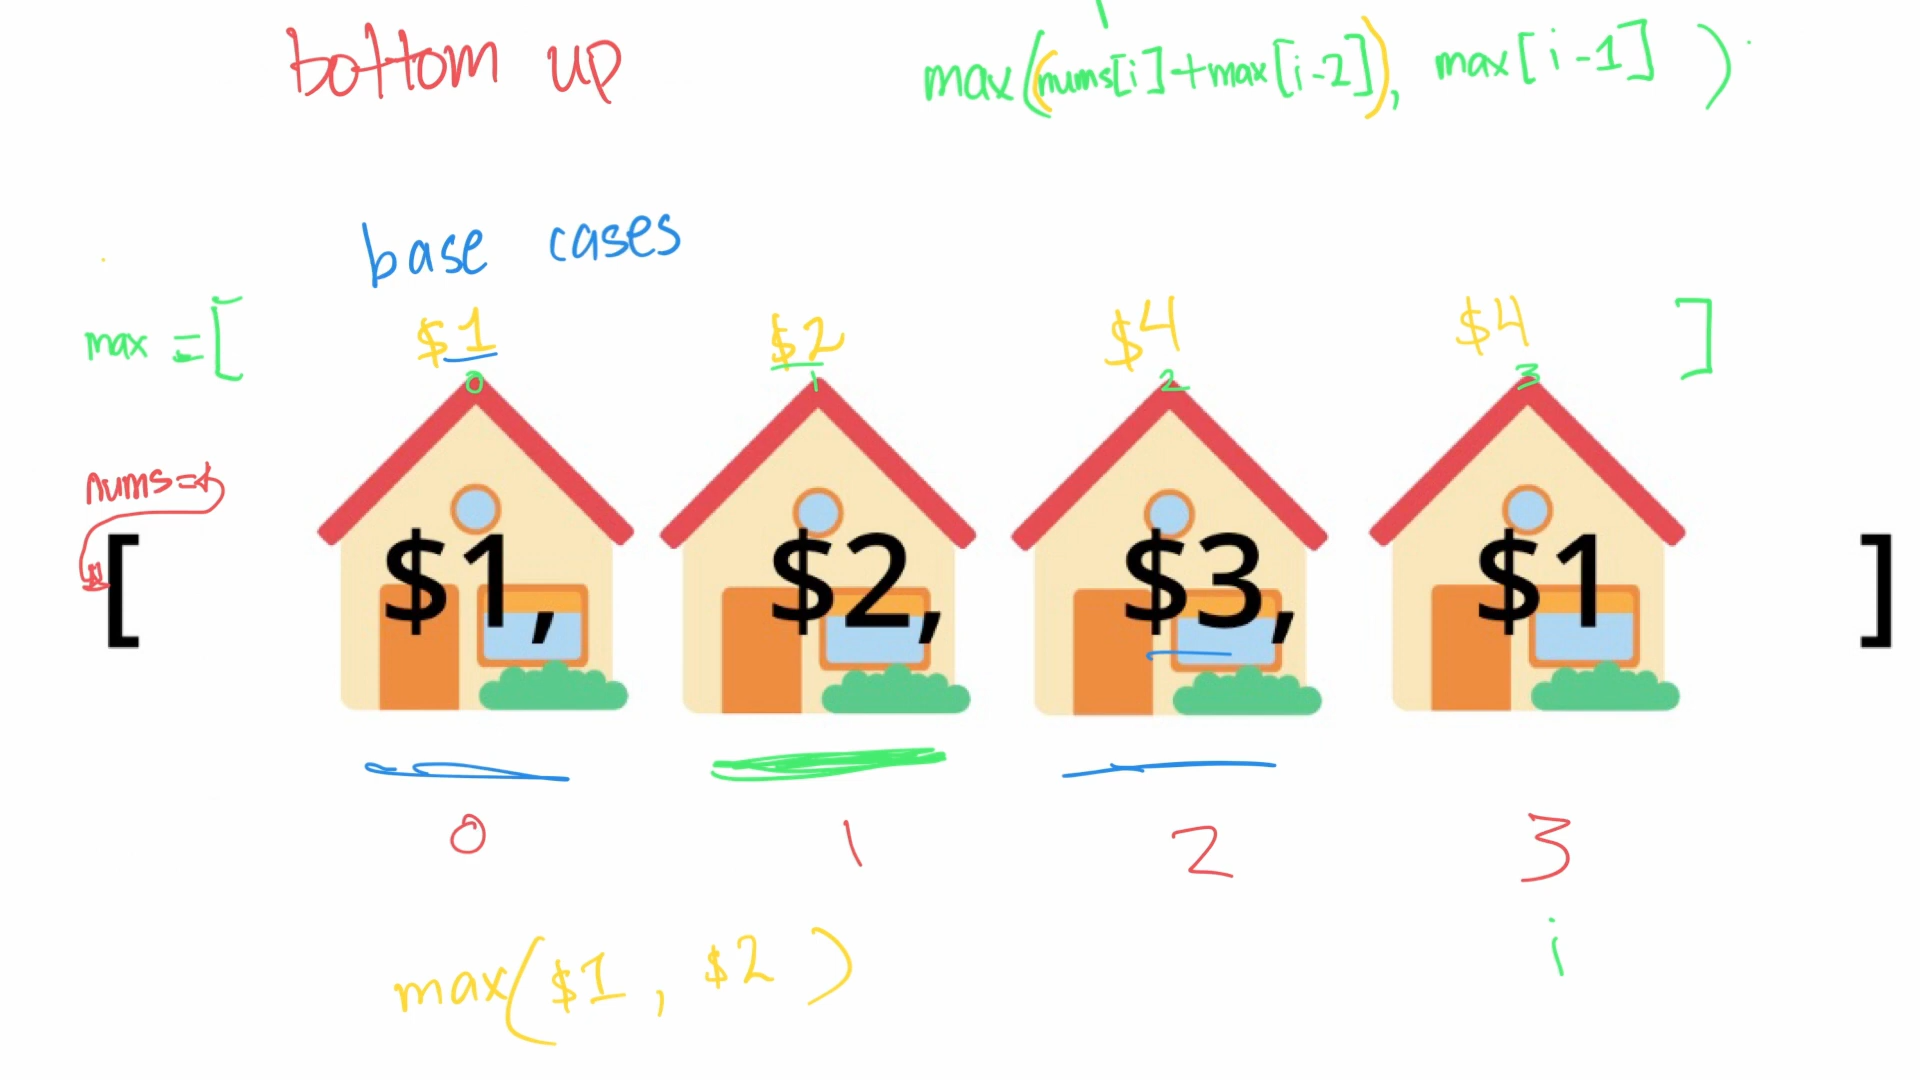 bottom up
max(nums[i]+max[i-2]), max[i-1])
base cases
max = [ $1 $2 $4 $4 ]
0 1 2 3
nums=
[ $1, $2, $3, $1 ]
0 1 2 3
i
max($1, $2)